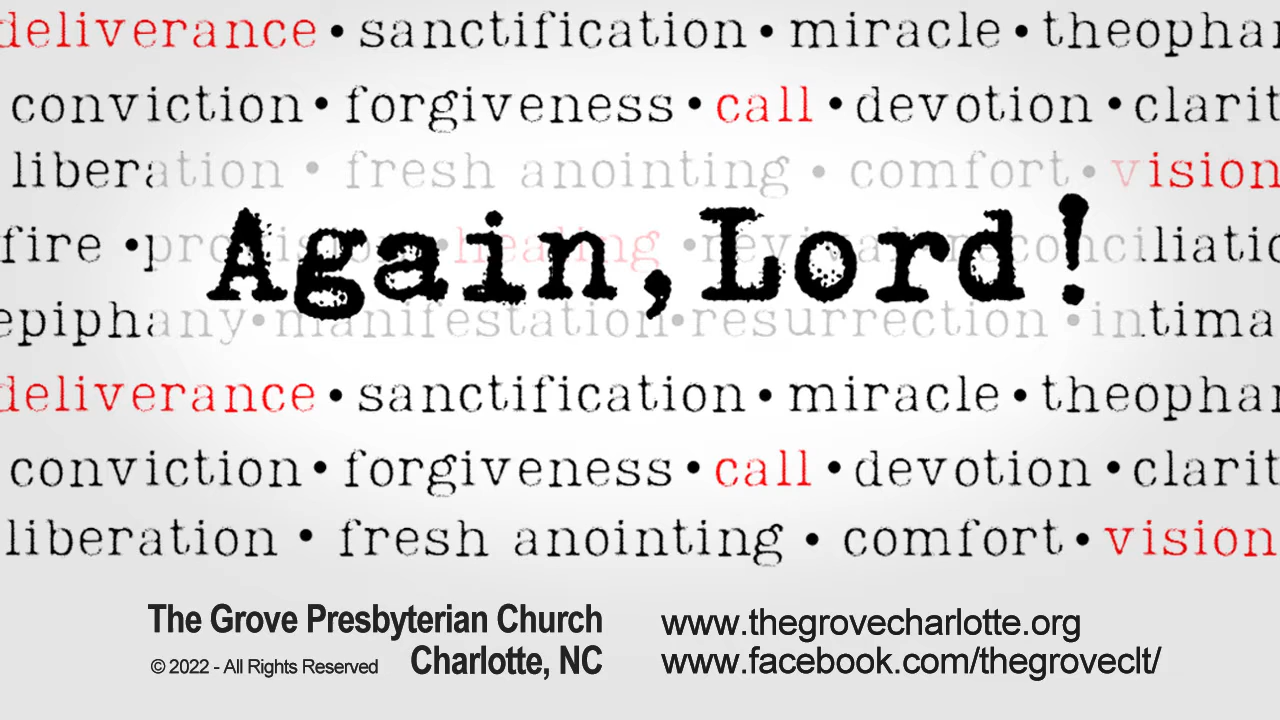 deliverance • sanctification • miracle • theophan
conviction • forgiveness • call • devotion • clarit
liberation • fresh anointing • comfort • vision
fire • provision • healing • revival • reconciliatio
Again, Lord!
epiphany • manifestation • resurrection • intima
deliverance • sanctification • miracle • theophan
conviction • forgiveness • call • devotion • clarit
liberation • fresh anointing • comfort • vision
The Grove Presbyterian Church
Charlotte, NC
© 2022 - All Rights Reserved
www.thegrovecharlotte.org
www.facebook.com/thegroveclt/